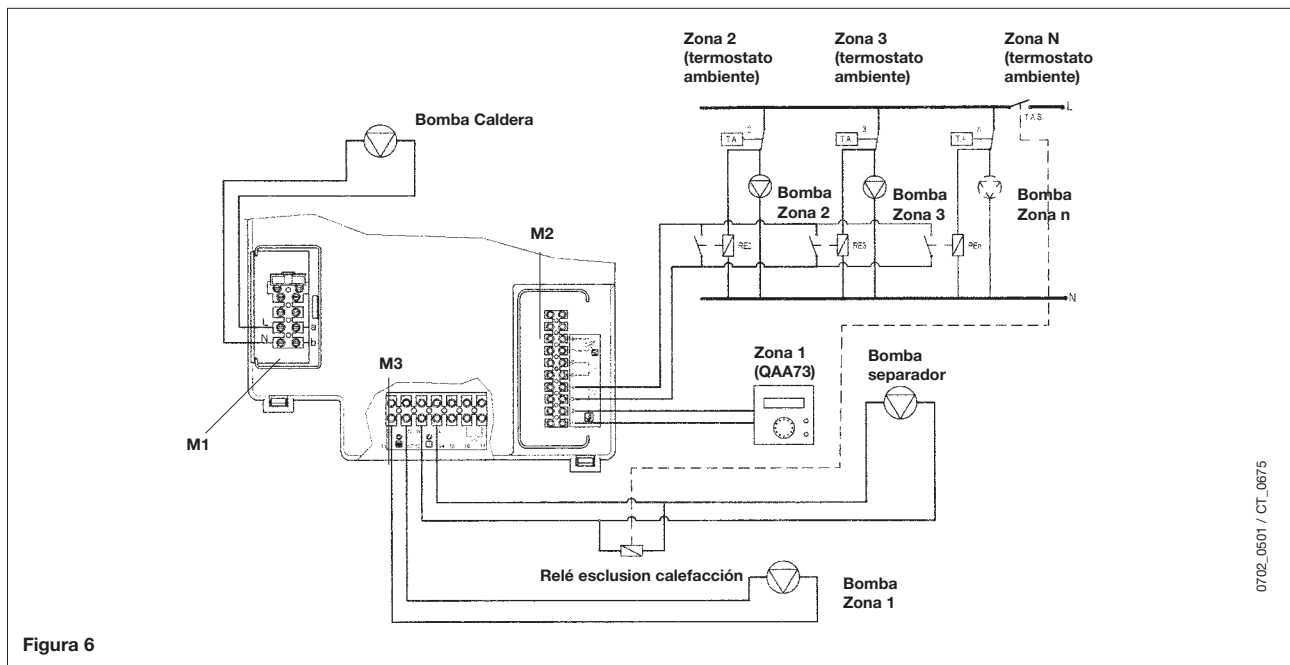 Zona 2
(termostato
ambiente)
Zona 3
(termostato
ambiente)
Zona N
(termostato
ambiente)
L
T.A.S.
Bomba Caldera
2
T.A.
3
T.A.
n
Bomba
Zona 2
Bomba
Zona 3
Bomba
Zona n
M2
RE2
RE3
REn
L
a
N
b
N
Zona 1
(QAA73)
Bomba
separador
M3
M1
Relé esclusion calefacción
Bomba
Zona 1
Figura 6
0702_0501 / CT_0675